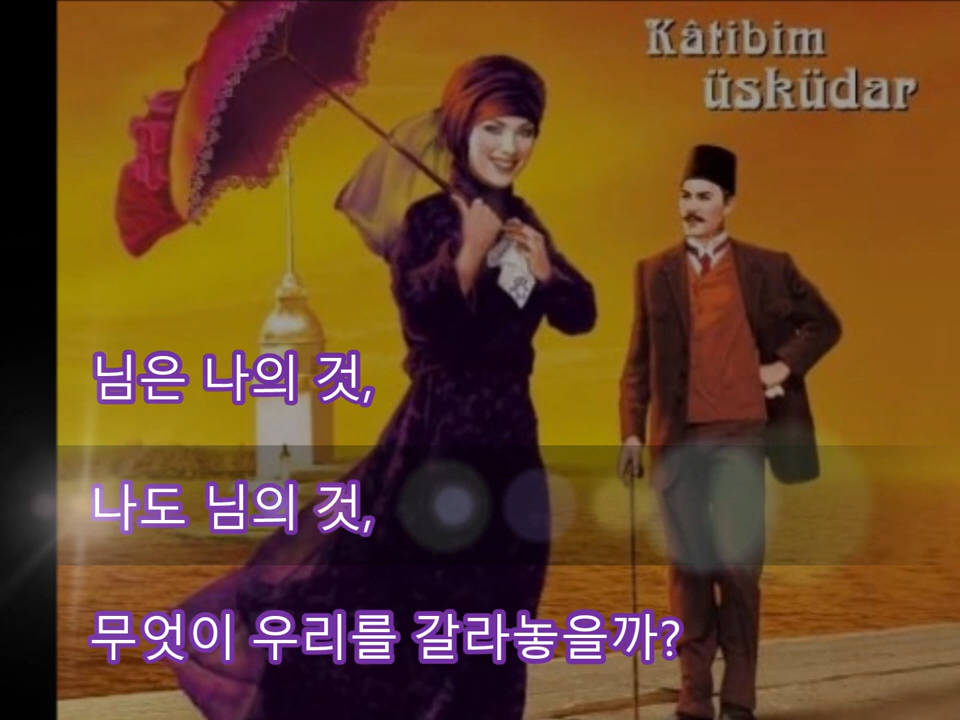 Kâtibim
üsküdar
님은 나의 것,
나도 님의 것,
무엇이 우리를 갈라놓을까?